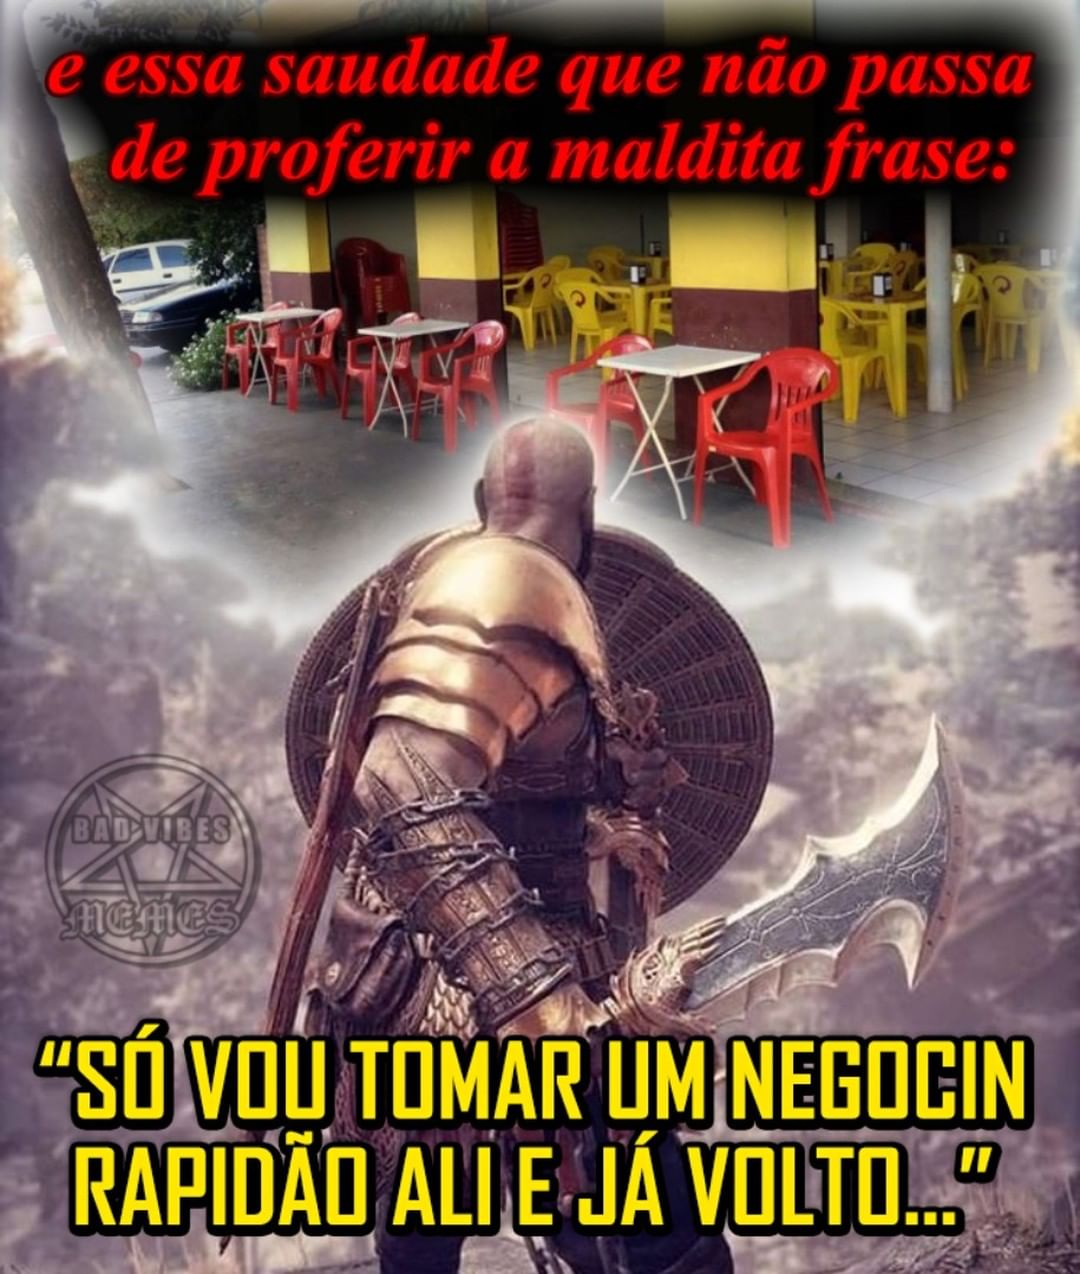 e essa saudade que não passa
de proferir a maldita frase:
BAD VIBES
MEMES
“SÓ VOU TOMAR UM NEGOCIN
RAPIDÃO ALI E JÁ VOLTO...”